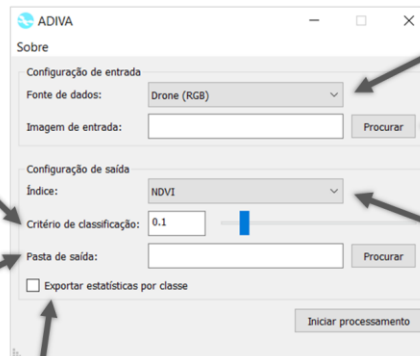 ADIVA
Sobre
Configuração de entrada
Fonte de dados: Drone (RGB)
Imagem de entrada: Procurar
Configuração de saída
Índice: NDVI
Critério de classificação: 0.1
Pasta de saída: Procurar
Exportar estatísticas por classe
Iniciar processamento